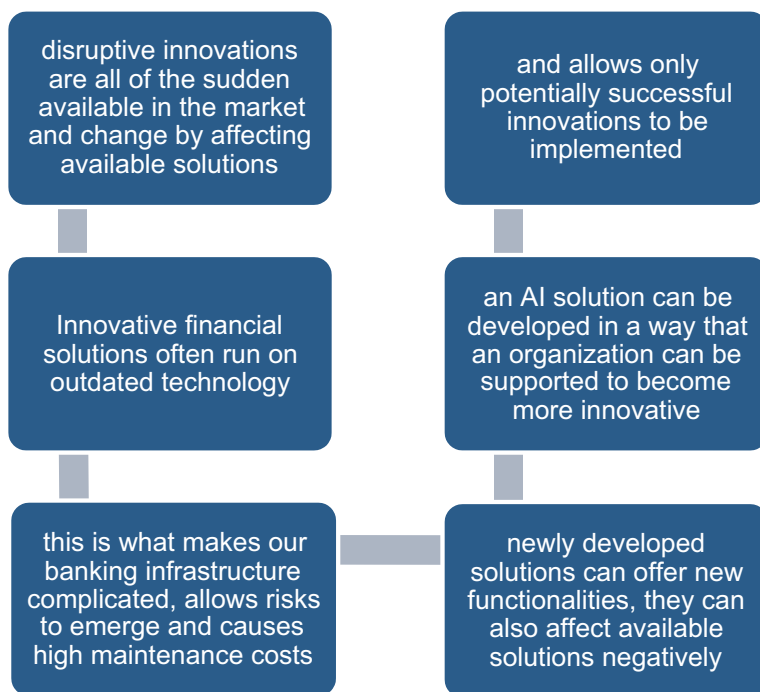 disruptive innovations
are all of the sudden
available in the market
and change by affecting
available solutions
Innovative financial
solutions often run on
outdated technology
this is what makes our
banking infrastructure
complicated, allows risks
to emerge and causes
high maintenance costs
newly developed
solutions can offer new
functionalities, they can
also affect available
solutions negatively
an AI solution can be
developed in a way that
an organization can be
supported to become
more innovative
and allows only
potentially successful
innovations to be
implemented